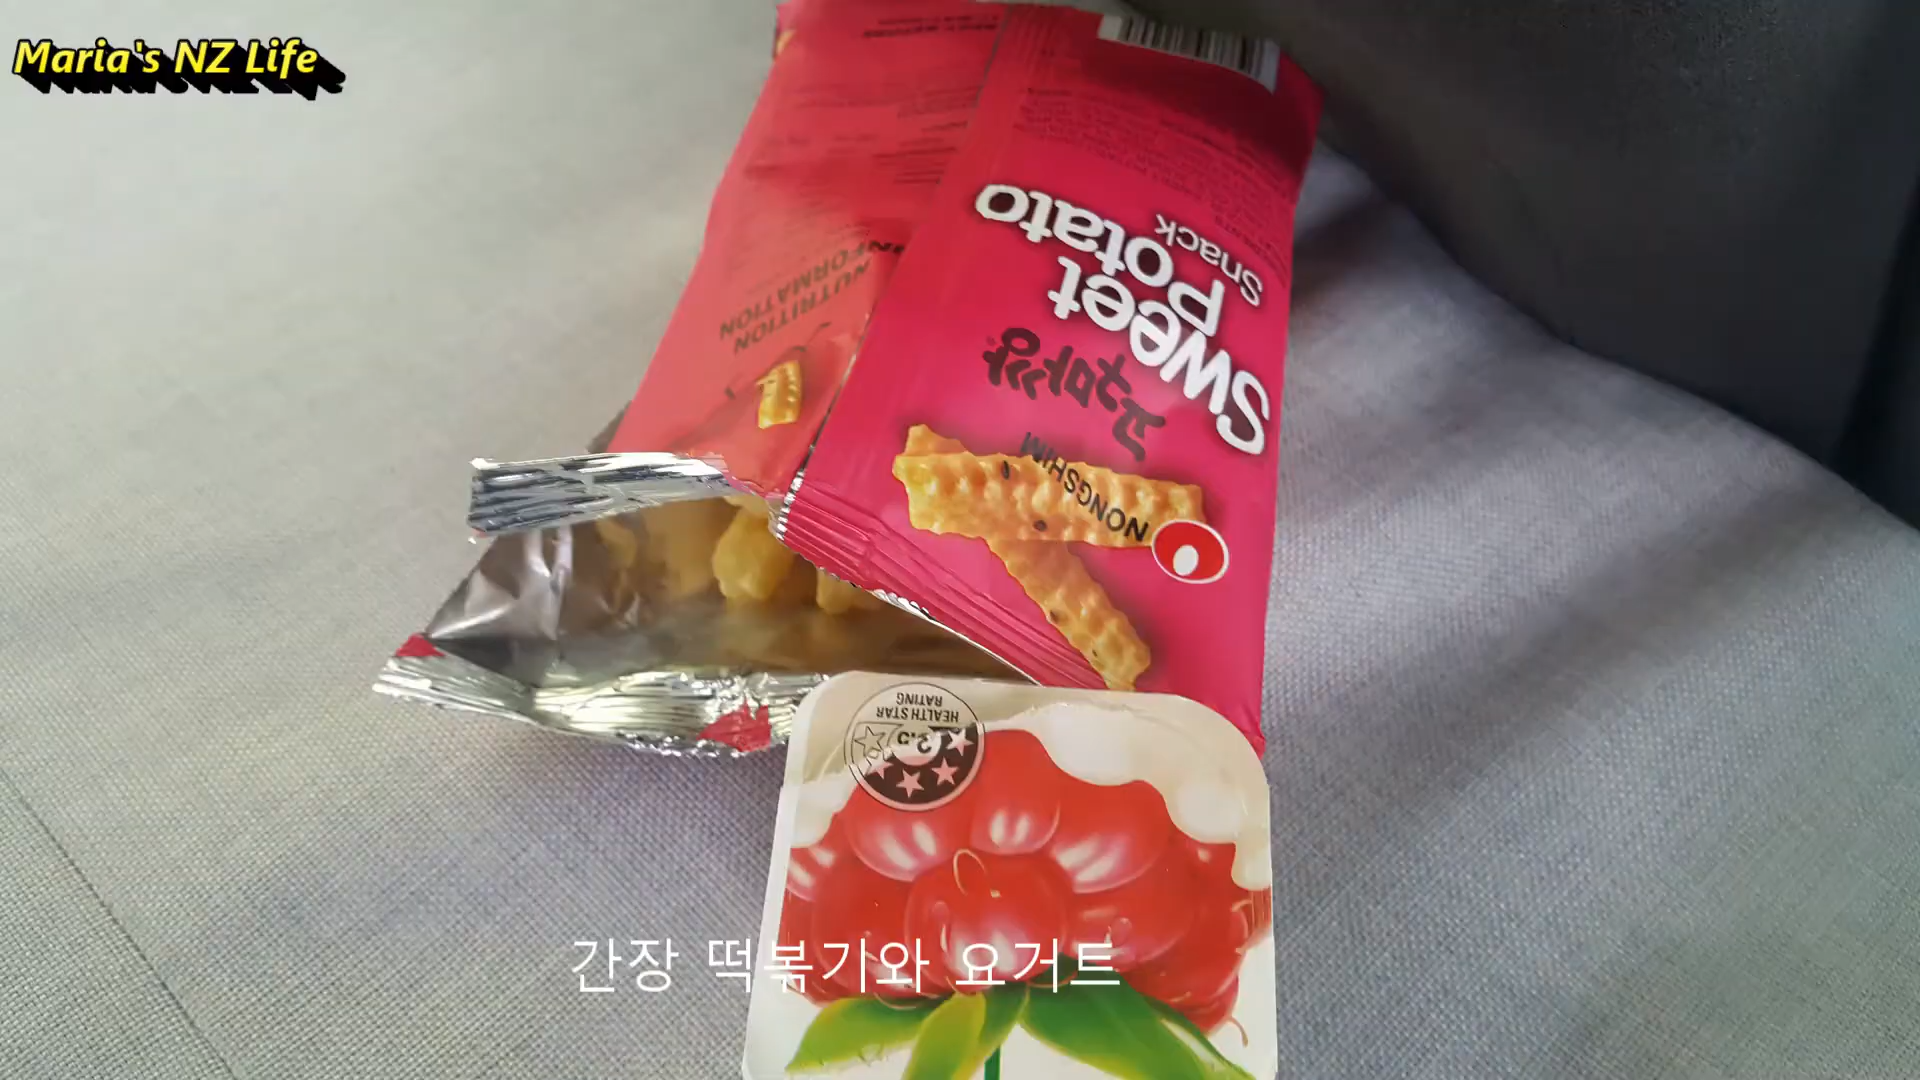 Maria's NZ Life
Sweet
Potato
Snack
고구마깡
NONGSHIM
NUTRITION
INFORMATION
HEALTH STAR
RATING
2.5
간장 떡볶기와 요거트